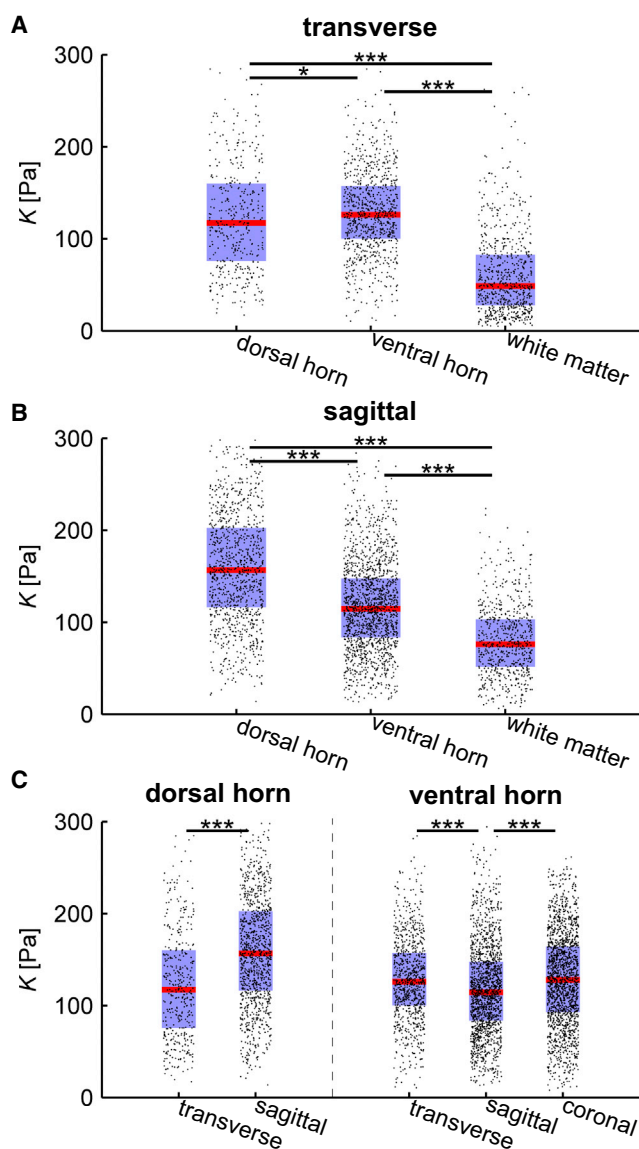 A
transverse
***
*
***
300
200
100
0
K [Pa]
dorsal horn
ventral horn
white matter
B
sagittal
***
***
***
300
200
100
0
K [Pa]
dorsal horn
ventral horn
white matter
C
dorsal horn
ventral horn
***
***
***
300
200
100
0
K [Pa]
transverse
sagittal
transverse
sagittal
coronal